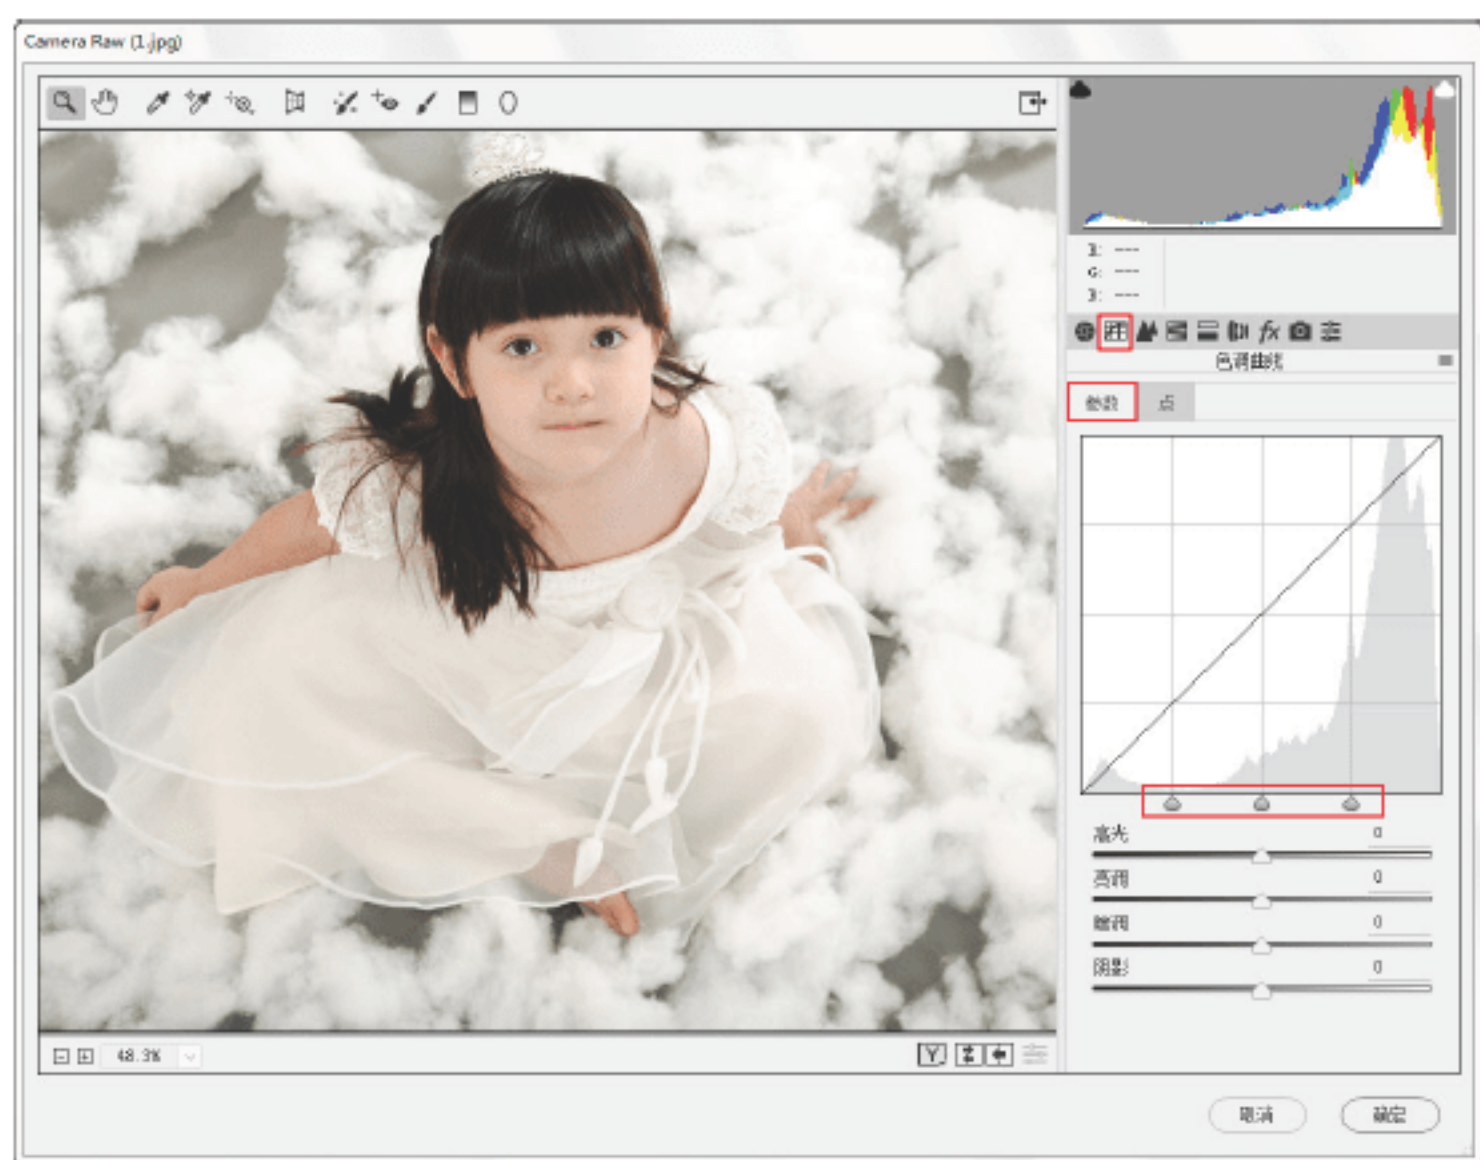 Camera Raw (1.jpg)
G: ---
fx
色调曲线
参数 点
高光 0
亮调 0
暗调 0
阴影 0
48.3%
Y
取消 确定